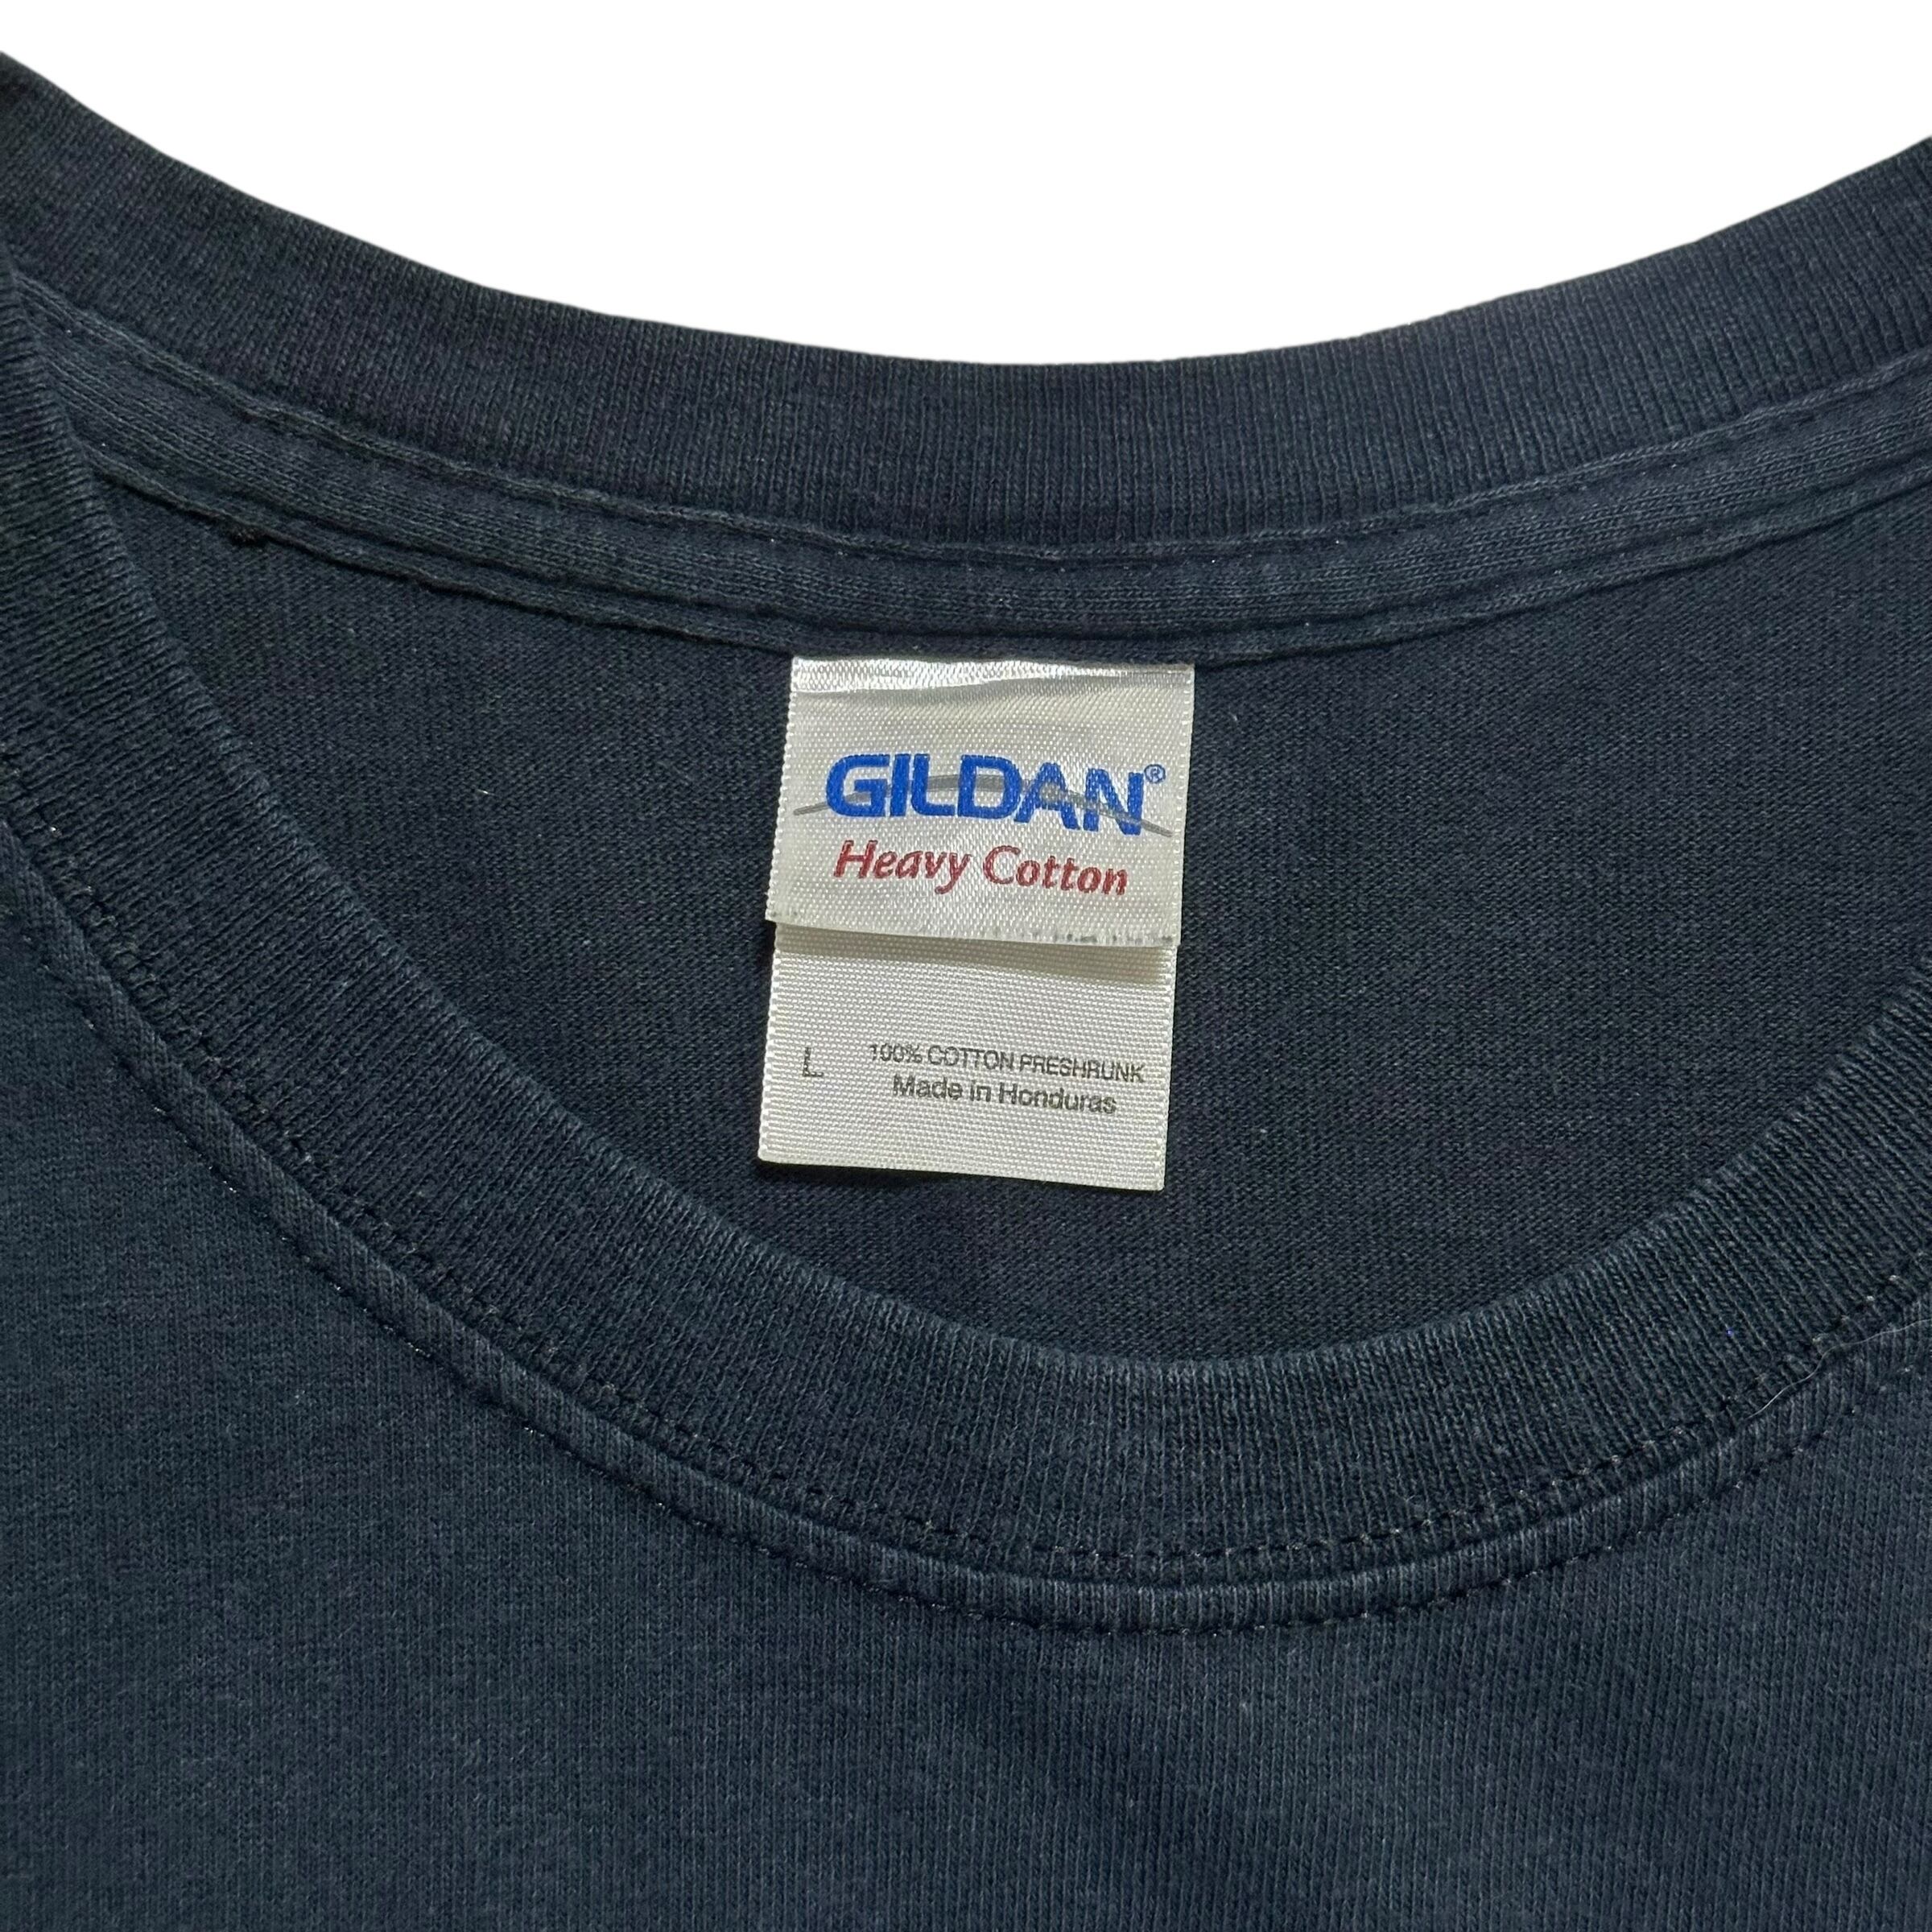 GILDAN®
Heavy Cotton
L 100% COTTON PRESHRUNK
Made in Honduras